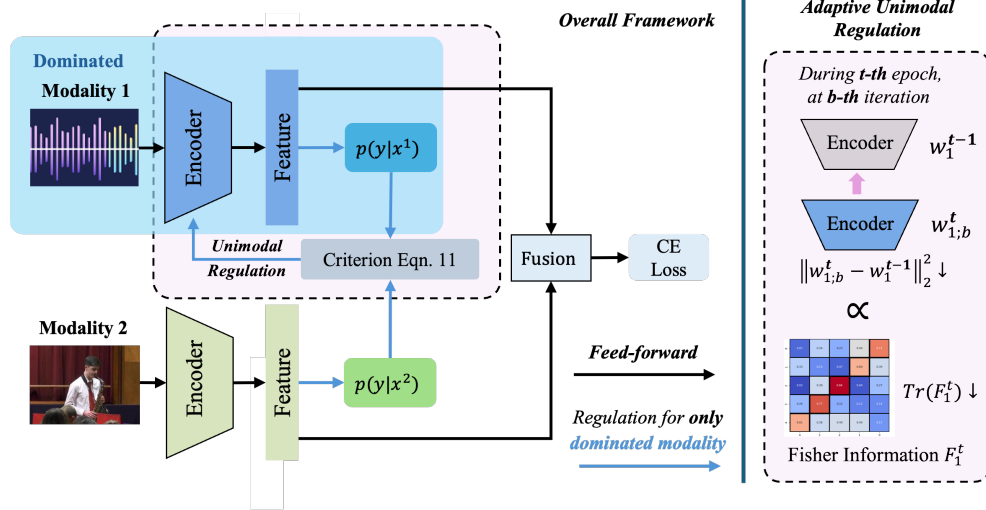 Overall Framework
Dominated
Modality 1
Encoder
Feature
p(y|x¹)
Unimodal
Regulation
Criterion Eqn. 11
Fusion
CE
Loss
Modality 2
Encoder
Feature
p(y|x²)
Feed-forward
Regulation for only
dominated modality
Adaptive Unimodal
Regulation
During t-th epoch,
at b-th iteration
Encoder
w₁ᵗ⁻¹
Encoder
w₁;ᵦᵗ
‖w₁;ᵦᵗ − w₁ᵗ⁻¹‖₂² ↓
∝
Tr(F₁ᵗ) ↓
Fisher Information F₁ᵗ